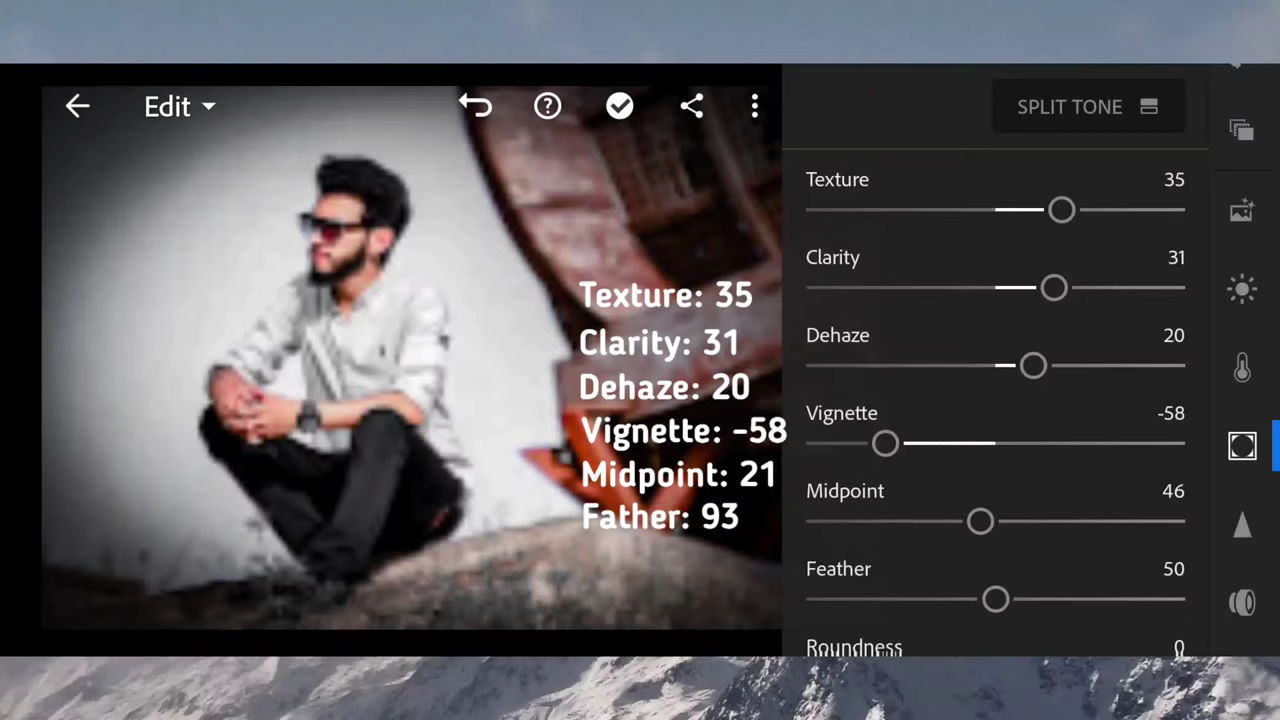 Edit
SPLIT TONE
Texture 35
Clarity 31
Dehaze 20
Vignette -58
Midpoint 46
Feather 50
Roundness 0
Texture: 35
Clarity: 31
Dehaze: 20
Vignette: -58
Midpoint: 21
Father: 93